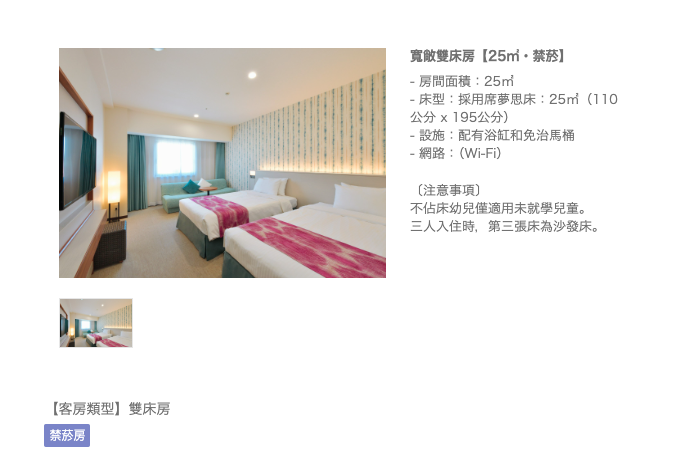 寬敞雙床房【25㎡・禁菸】
- 房間面積：25㎡
- 床型：採用席夢思床：25㎡（110
公分 x 195公分）
- 設施：配有浴缸和免治馬桶
- 網路：（Wi-Fi）
〔注意事項〕
不佔床幼兒僅適用未就學兒童。
三人入住時，第三張床為沙發床。
【客房類型】雙床房
禁菸房